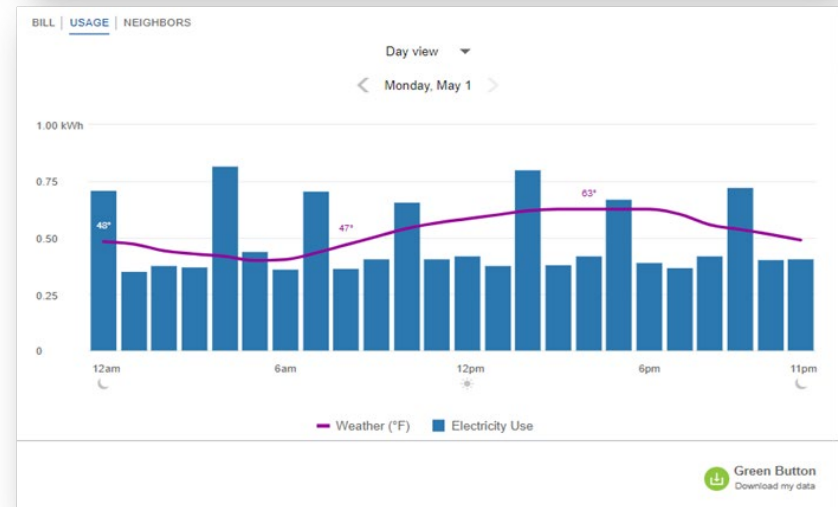 BILL | USAGE | NEIGHBORS
Day view
Monday, May 1
1.00 kWh
0.75
0.50
0.25
0
48°
47°
63°
12am 6am 12pm 6pm 11pm
Weather (°F) Electricity Use
Green Button
Download my data